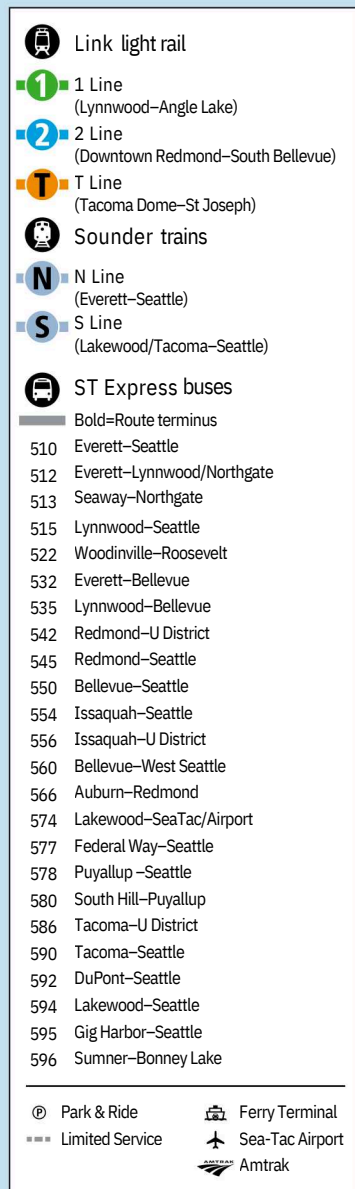 Link light rail
1 1 Line
(Lynnwood–Angle Lake)
2 2 Line
(Downtown Redmond–South Bellevue)
T T Line
(Tacoma Dome–St Joseph)
Sounder trains
N N Line
(Everett–Seattle)
S S Line
(Lakewood/Tacoma–Seattle)
ST Express buses
Bold=Route terminus
510 Everett–Seattle
512 Everett–Lynnwood/Northgate
513 Seaway–Northgate
515 Lynnwood–Seattle
522 Woodinville–Roosevelt
532 Everett–Bellevue
535 Lynnwood–Bellevue
542 Redmond–U District
545 Redmond–Seattle
550 Bellevue–Seattle
554 Issaquah–Seattle
556 Issaquah–U District
560 Bellevue–West Seattle
566 Auburn–Redmond
574 Lakewood–SeaTac/Airport
577 Federal Way–Seattle
578 Puyallup –Seattle
580 South Hill–Puyallup
586 Tacoma–U District
590 Tacoma–Seattle
592 DuPont–Seattle
594 Lakewood–Seattle
595 Gig Harbor–Seattle
596 Sumner–Bonney Lake
P Park & Ride
Limited Service
Ferry Terminal
Sea-Tac Airport
AMTRAK Amtrak